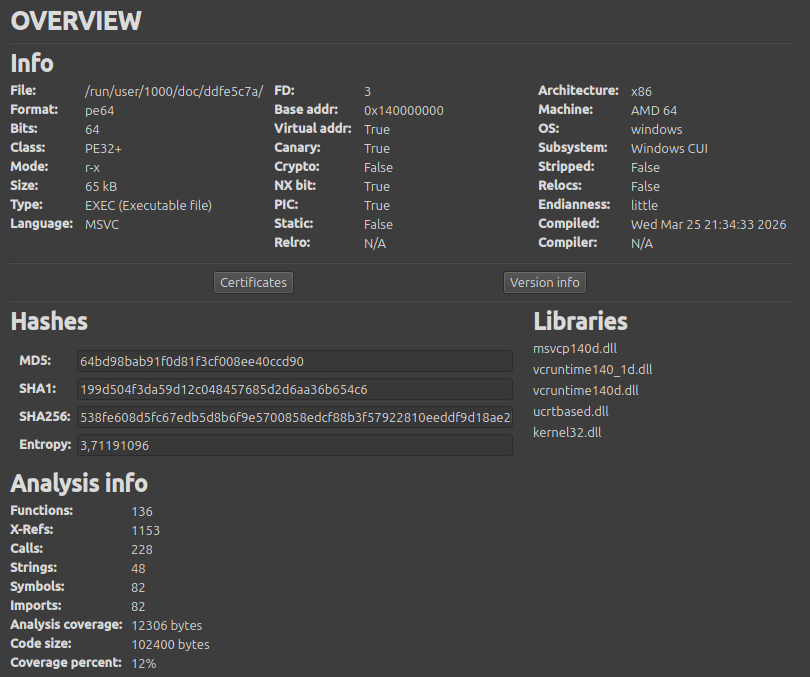 OVERVIEW
Info
File: /run/user/1000/doc/ddfe5c7a/ FD: 3 Architecture: x86
Format: pe64 Base addr: 0x140000000 Machine: AMD 64
Bits: 64 Virtual addr: True OS: windows
Class: PE32+ Canary: True Subsystem: Windows CUI
Mode: r-x Crypto: False Stripped: False
Size: 65 kB NX bit: True Relocs: False
Type: EXEC (Executable file) PIC: True Endianness: little
Language: MSVC Static: False Compiled: Wed Mar 25 21:34:33 2026
Relro: N/A Compiler: N/A
Certificates Version info
Hashes
MD5: 64bd98bab91f0d81f3cf008ee40ccd90
SHA1: 199d504f3da59d12c048457685d2d6aa36b654c6
SHA256: 538fe608d5fc67edb5d8b6f9e5700858edcf88b3f57922810eeddf9d18ae2
Entropy: 3,71191096
Libraries
msvcp140d.dll
vcruntime140_1d.dll
vcruntime140d.dll
ucrtbased.dll
kernel32.dll
Analysis info
Functions: 136
X-Refs: 1153
Calls: 228
Strings: 48
Symbols: 82
Imports: 82
Analysis coverage: 12306 bytes
Code size: 102400 bytes
Coverage percent: 12%